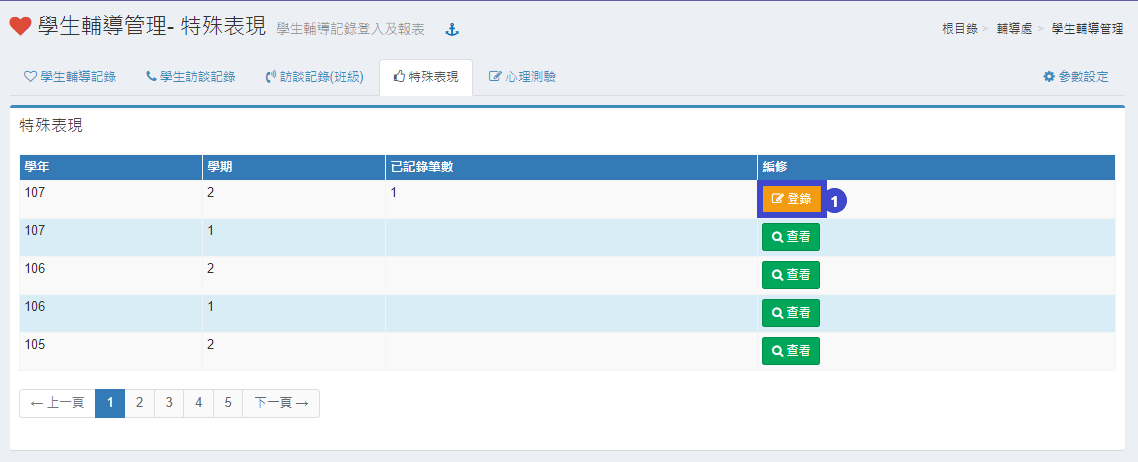 學生輔導管理- 特殊表現 學生輔導記錄登入及報表
根目錄 > 輔導處 > 學生輔導管理
學生輔導記錄 學生訪談記錄 訪談記錄(班級) 特殊表現 心理測驗 參數設定
特殊表現
學年 學期 已記錄筆數 編修
107 2 1 登錄 1
107 1 查看
106 2 查看
106 1 查看
105 2 查看
← 上一頁 1 2 3 4 5 下一頁 →